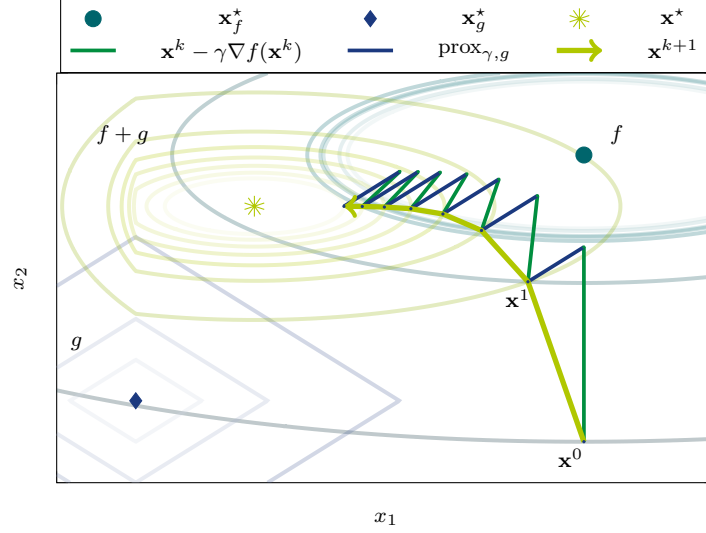 x_f^⋆ x_g^⋆ x^⋆
x^k − γ∇f(x^k) prox_{γ,g} x^{k+1}
f + g
f
x_2
x^1
g
x^0
x_1